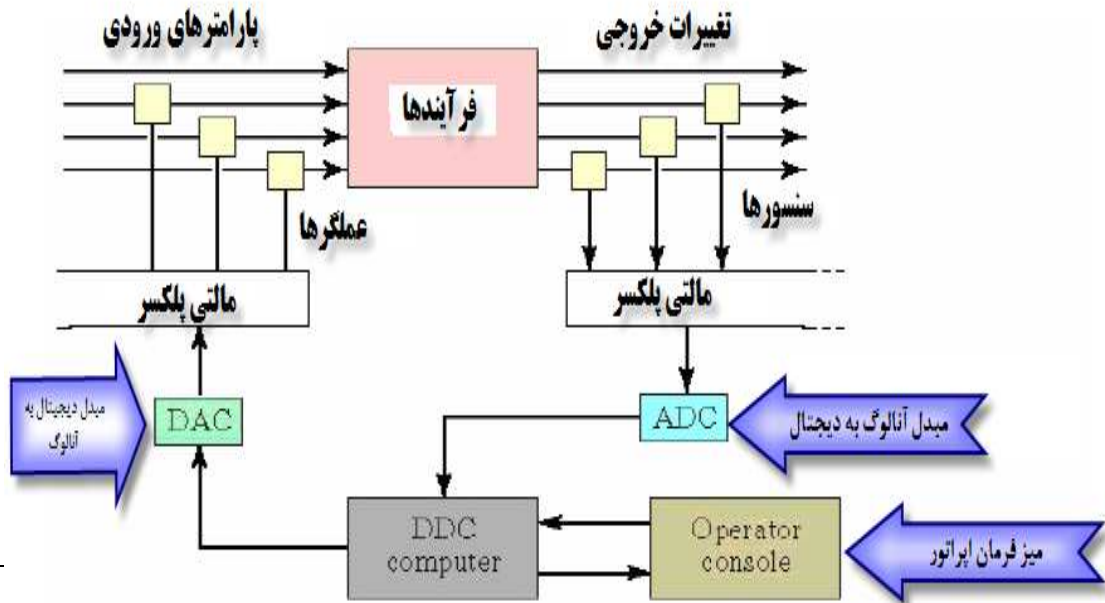 تغییرات خروجی
پارامترهای ورودی
فرآیندها
سنسورها
عملگرها
مالتی پلکسر
مالتی پلکسر
مبدل دیجیتال به
آنالوگ
DAC
ADC
مبدل آنالوگ به دیجتال
DDC
computer
Operator
console
میز فرمان اپراتور